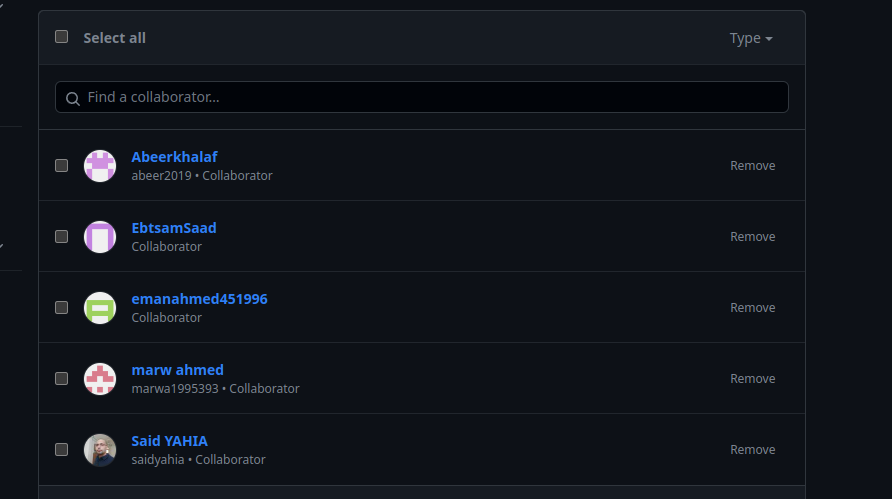 Select all
Type
Find a collaborator...
Abeerkhalaf
abeer2019 • Collaborator
Remove
EbtsamSaad
Collaborator
Remove
emanahmed451996
Collaborator
Remove
marw ahmed
marwa1995393 • Collaborator
Remove
Said YAHIA
saidyahia • Collaborator
Remove